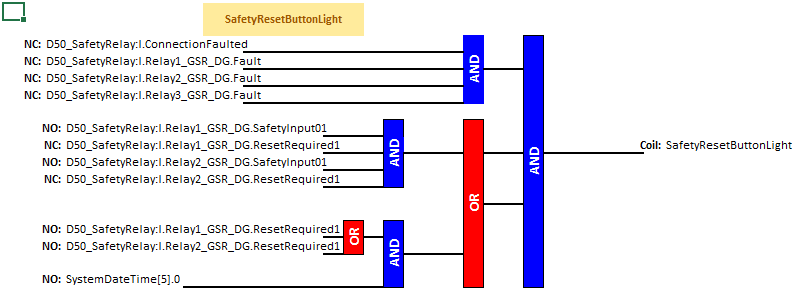 SafetyResetButtonLight
NC: D50_SafetyRelay:I.ConnectionFaulted
NC: D50_SafetyRelay:I.Relay1_GSR_DG.Fault
NC: D50_SafetyRelay:I.Relay2_GSR_DG.Fault
NC: D50_SafetyRelay:I.Relay3_GSR_DG.Fault
AND
NO: D50_SafetyRelay:I.Relay1_GSR_DG.SafetyInput01
NC: D50_SafetyRelay:I.Relay1_GSR_DG.ResetRequired1
NO: D50_SafetyRelay:I.Relay2_GSR_DG.SafetyInput01
NC: D50_SafetyRelay:I.Relay2_GSR_DG.ResetRequired1
AND
NO: D50_SafetyRelay:I.Relay1_GSR_DG.ResetRequired1
NO: D50_SafetyRelay:I.Relay2_GSR_DG.ResetRequired1
OR
NO: SystemDateTime[5].0
AND
OR
AND
Coil: SafetyResetButtonLight